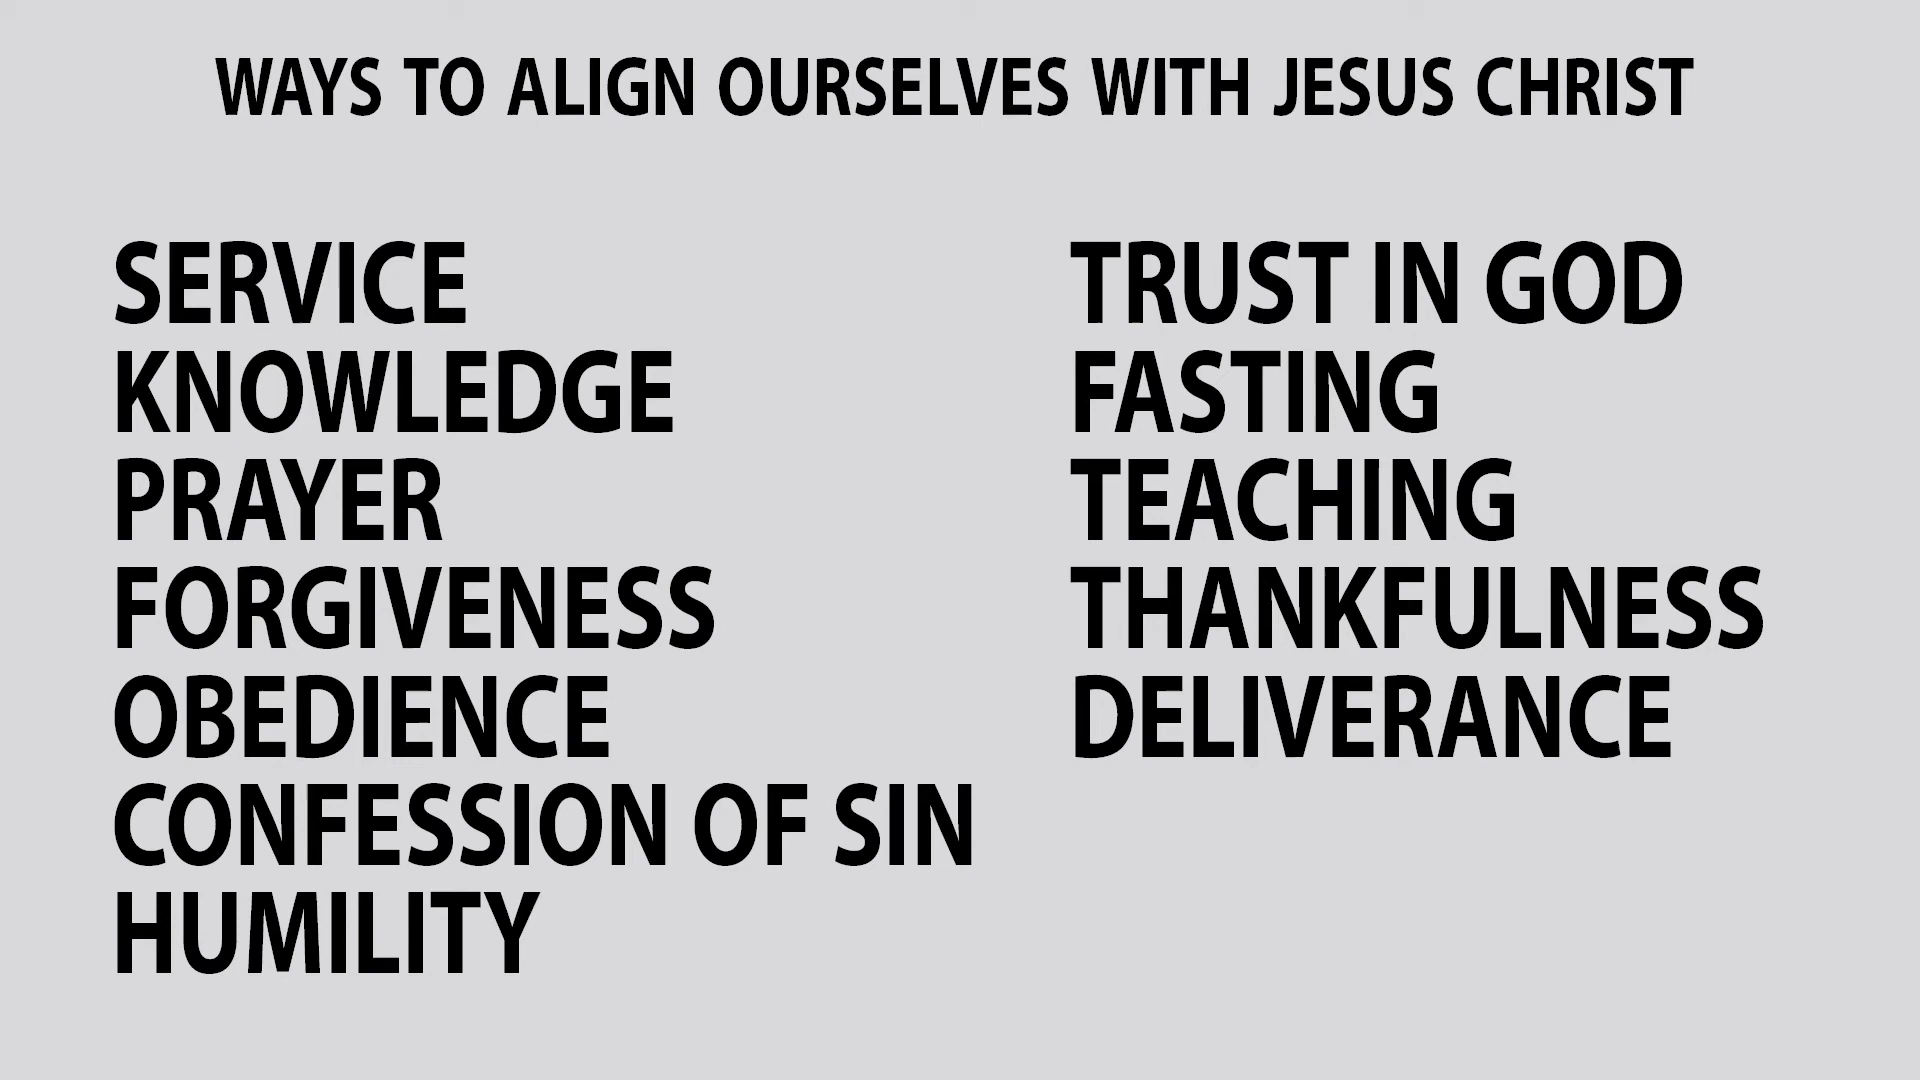 WAYS TO ALIGN OURSELVES WITH JESUS CHRIST
SERVICE
KNOWLEDGE
PRAYER
FORGIVENESS
OBEDIENCE
CONFESSION OF SIN
HUMILITY
TRUST IN GOD
FASTING
TEACHING
THANKFULNESS
DELIVERANCE